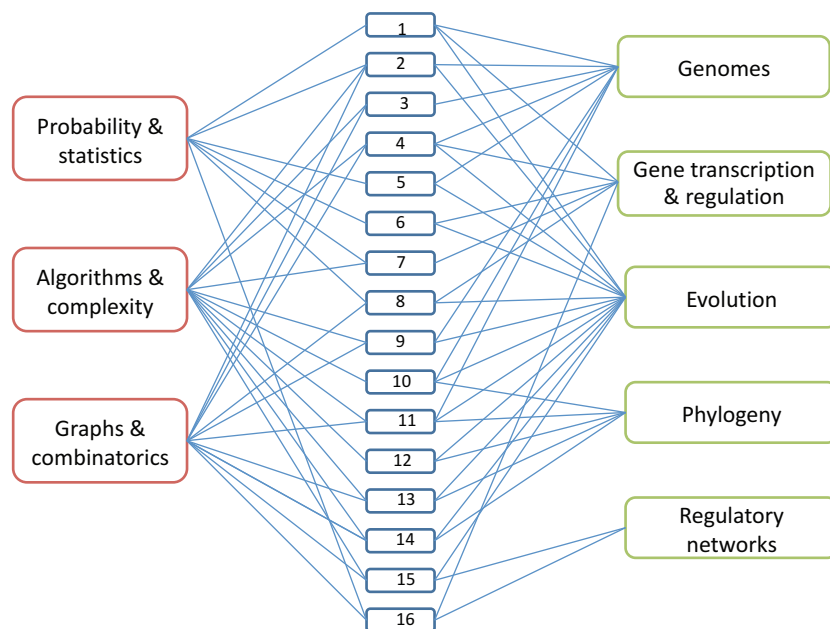 Probability &
statistics
Algorithms &
complexity
Graphs &
combinatorics
1
2
3
4
5
6
7
8
9
10
11
12
13
14
15
16
Genomes
Gene transcription
& regulation
Evolution
Phylogeny
Regulatory
networks